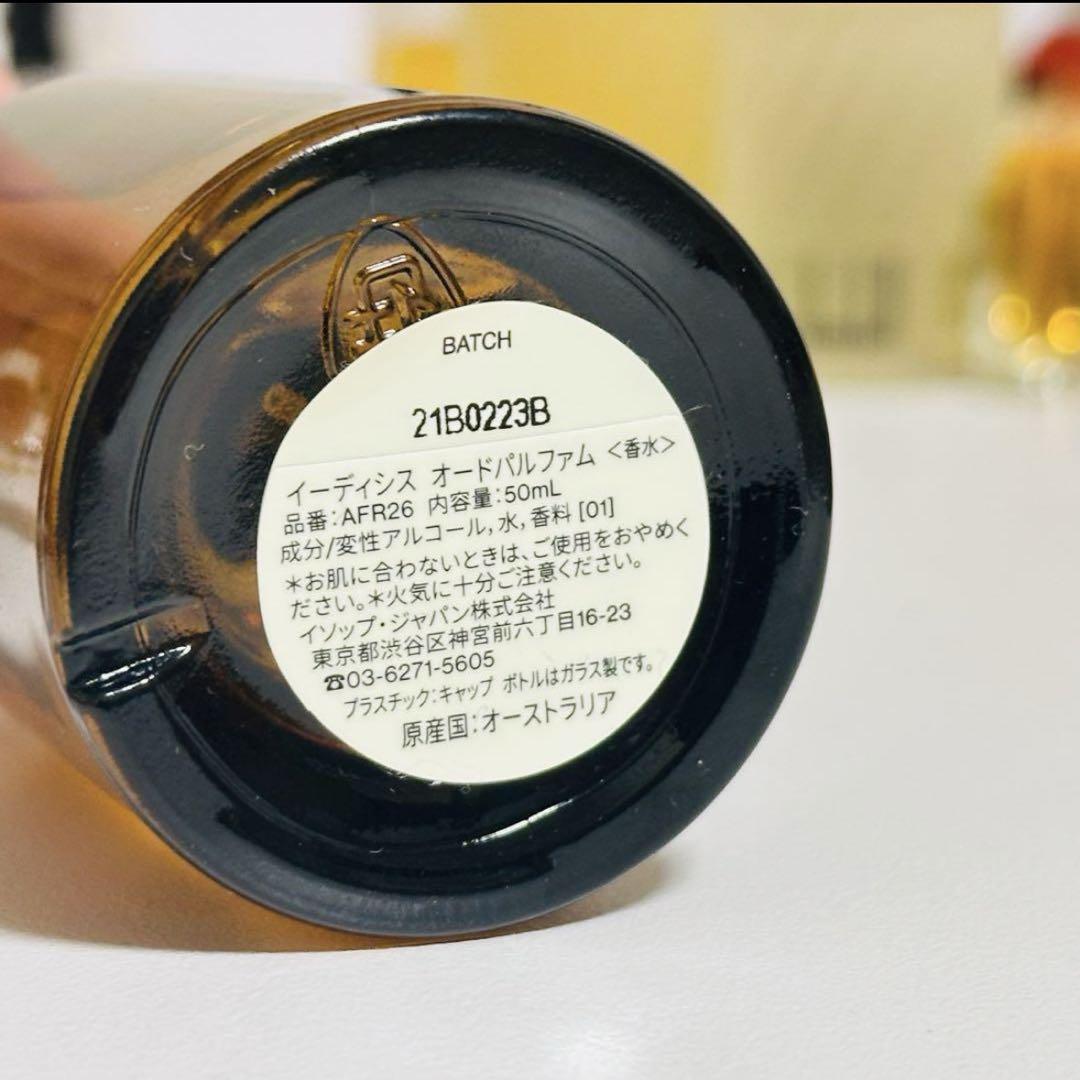 BATCH
21B0223B
イーディシス オードパルファム <香水>
品番:AFR26 内容量:50mL
成分/変性アルコール,水,香料 [01]
*お肌に合わないときは、ご使用をおやめく
ださい。*火気に十分ご注意ください。
イソップ・ジャパン株式会社
東京都渋谷区神宮前六丁目16-23
☎03-6271-5605
プラスチック:キャップ ボトルはガラス製です。
原産国:オーストラリア